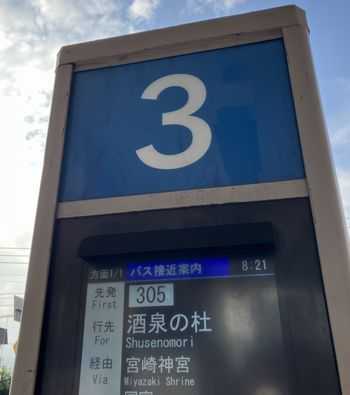 3
方面1/1 バス接近案内 8:21
先発 305
First
行先 酒泉の杜
For Shusenomori
経由 宮崎神宮
Via Miyazaki Shrine